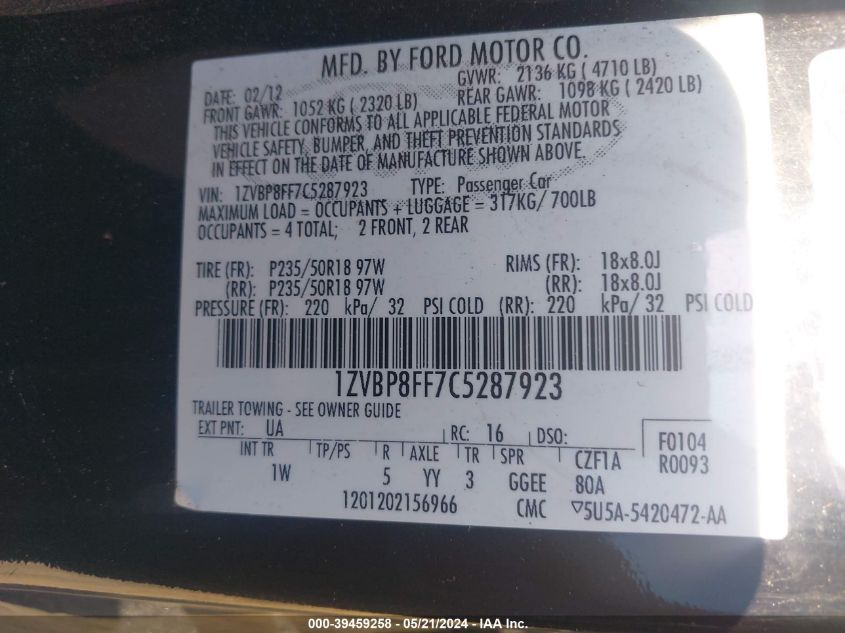 MFD. BY FORD MOTOR CO.
DATE: 02/12 GVWR: 2136 KG ( 4710 LB)
FRONT GAWR: 1052 KG ( 2320 LB) REAR GAWR: 1098 KG ( 2420 LB)
THIS VEHICLE CONFORMS TO ALL APPLICABLE FEDERAL MOTOR
VEHICLE SAFETY, BUMPER, AND THEFT PREVENTION STANDARDS
IN EFFECT ON THE DATE OF MANUFACTURE SHOWN ABOVE.
VIN: 1ZVBP8FF7C5287923 TYPE: Passenger Car
MAXIMUM LOAD = OCCUPANTS + LUGGAGE = 317KG/ 700LB
OCCUPANTS = 4 TOTAL; 2 FRONT, 2 REAR
TIRE (FR): P235/50R18 97W RIMS (FR): 18x8.0J
(RR): P235/50R18 97W (RR): 18x8.0J
PRESSURE (FR): 220 kPa/ 32 PSI COLD (RR): 220 kPa/ 32 PSI COLD
1ZVBP8FF7C5287923
TRAILER TOWING - SEE OWNER GUIDE
EXT PNT: UA RC: 16 DSO: F0104
INT TR TP/PS R AXLE TR SPR CZF1A R0093
1W 5 YY 3 GGEE 80A
1201202156966 CMC ▽5U5A-5420472-AA
000-39459258 - 05/21/2024 - IAA Inc.